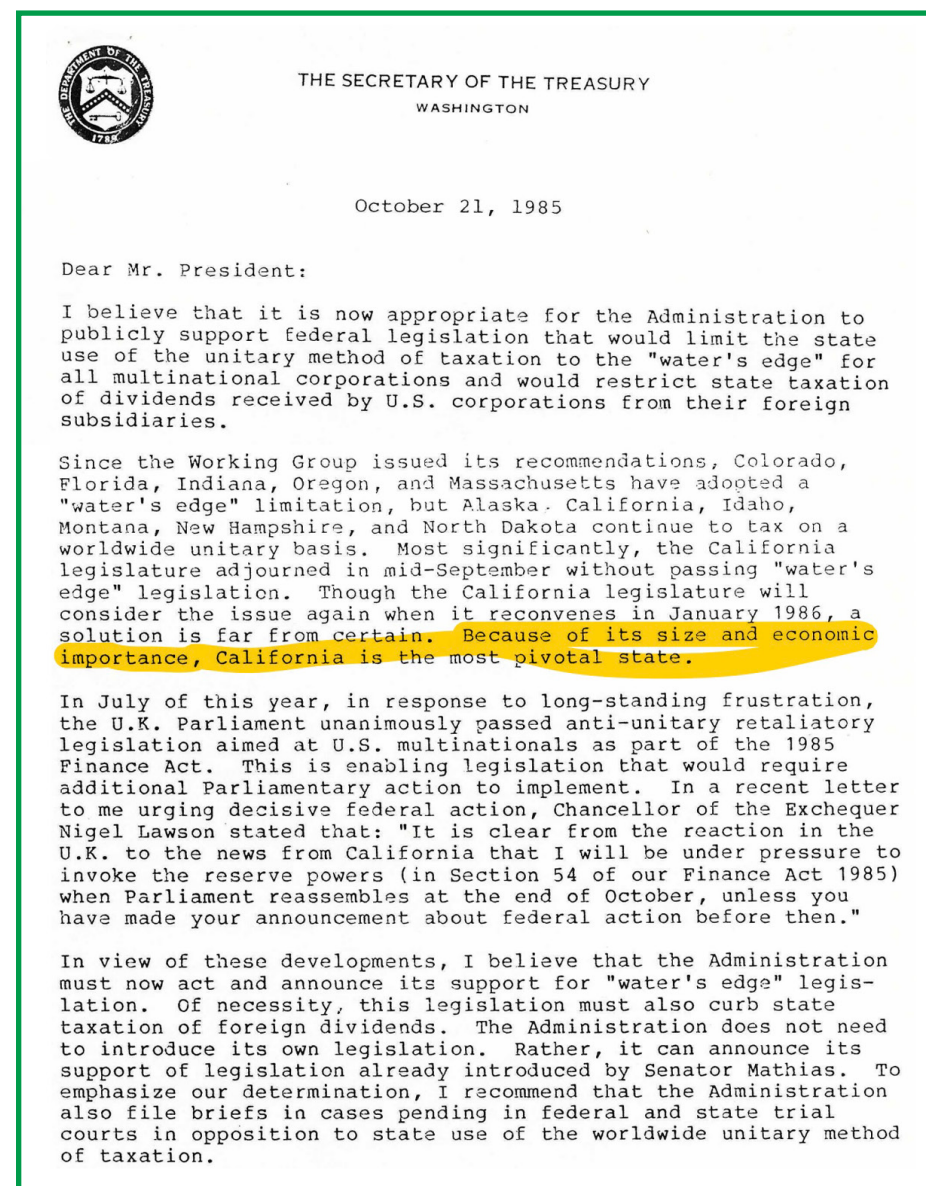 THE DEPARTMENT OF THE TREASURY
1789
THE SECRETARY OF THE TREASURY
WASHINGTON
October 21, 1985
Dear Mr. President:
I believe that it is now appropriate for the Administration to
publicly support federal legislation that would limit the state
use of the unitary method of taxation to the "water's edge" for
all multinational corporations and would restrict state taxation
of dividends received by U.S. corporations from their foreign
subsidiaries.
Since the Working Group issued its recommendations, Colorado,
Florida, Indiana, Oregon, and Massachusetts have adopted a
"water's edge" limitation, but Alaska. California, Idaho,
Montana, New Hampshire, and North Dakota continue to tax on a
worldwide unitary basis. Most significantly, the California
legislature adjourned in mid-September without passing "water's
edge" legislation. Though the California legislature will
consider the issue again when it reconvenes in January 1986, a
solution is far from certain. Because of its size and economic
importance, California is the most pivotal state.
In July of this year, in response to long-standing frustration,
the U.K. Parliament unanimously passed anti-unitary retaliatory
legislation aimed at U.S. multinationals as part of the 1985
Finance Act. This is enabling legislation that would require
additional Parliamentary action to implement. In a recent letter
to me urging decisive federal action, Chancellor of the Exchequer
Nigel Lawson stated that: "It is clear from the reaction in the
U.K. to the news from California that I will be under pressure to
invoke the reserve powers (in Section 54 of our Finance Act 1985)
when Parliament reassembles at the end of October, unless you
have made your announcement about federal action before then."
In view of these developments, I believe that the Administration
must now act and announce its support for "water's edge" legis-
lation. Of necessity, this legislation must also curb state
taxation of foreign dividends. The Administration does not need
to introduce its own legislation. Rather, it can announce its
support of legislation already introduced by Senator Mathias. To
emphasize our determination, I recommend that the Administration
also file briefs in cases pending in federal and state trial
courts in opposition to state use of the worldwide unitary method
of taxation.